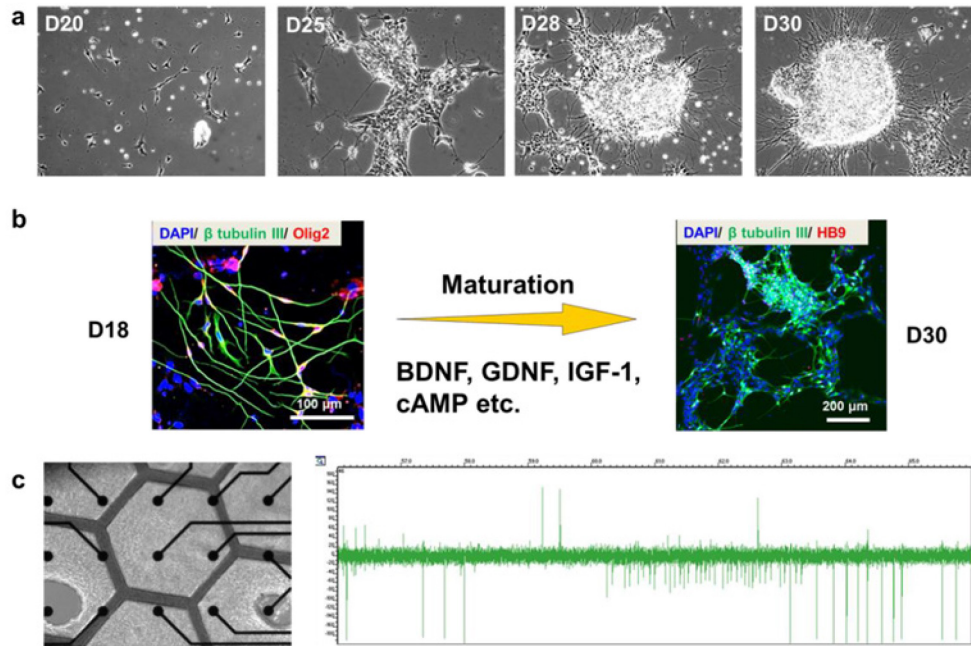 a
D20
D25
D28
D30
b
DAPI/ β tubulin III/ Olig2
D18
100 μm
Maturation
BDNF, GDNF, IGF-1,
cAMP etc.
DAPI/ β tubulin III/ HB9
D30
200 μm
c